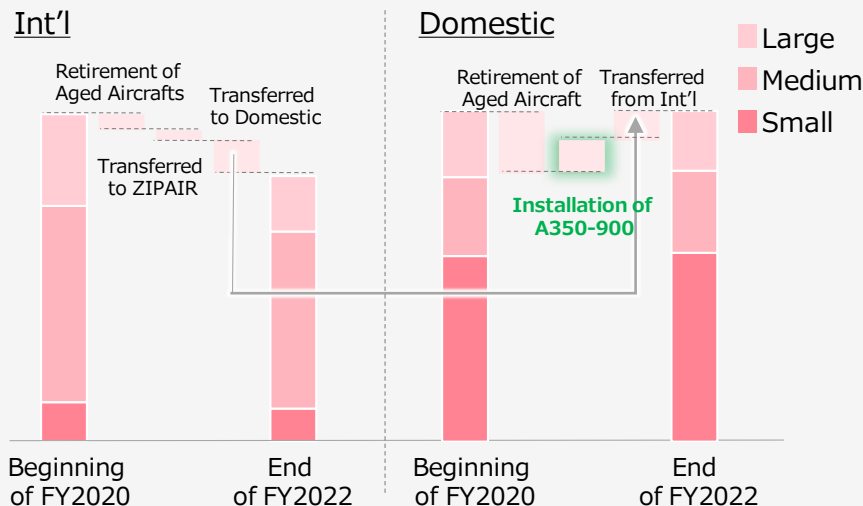 Int'l
Domestic
Large
Medium
Small
Retirement of
Aged Aircrafts
Transferred
to Domestic
Transferred
to ZIPAIR
Retirement of
Aged Aircraft
Transferred
from Int'l
Installation of
A350-900
Beginning
of FY2020
End
of FY2022
Beginning
of FY2020
End
of FY2022